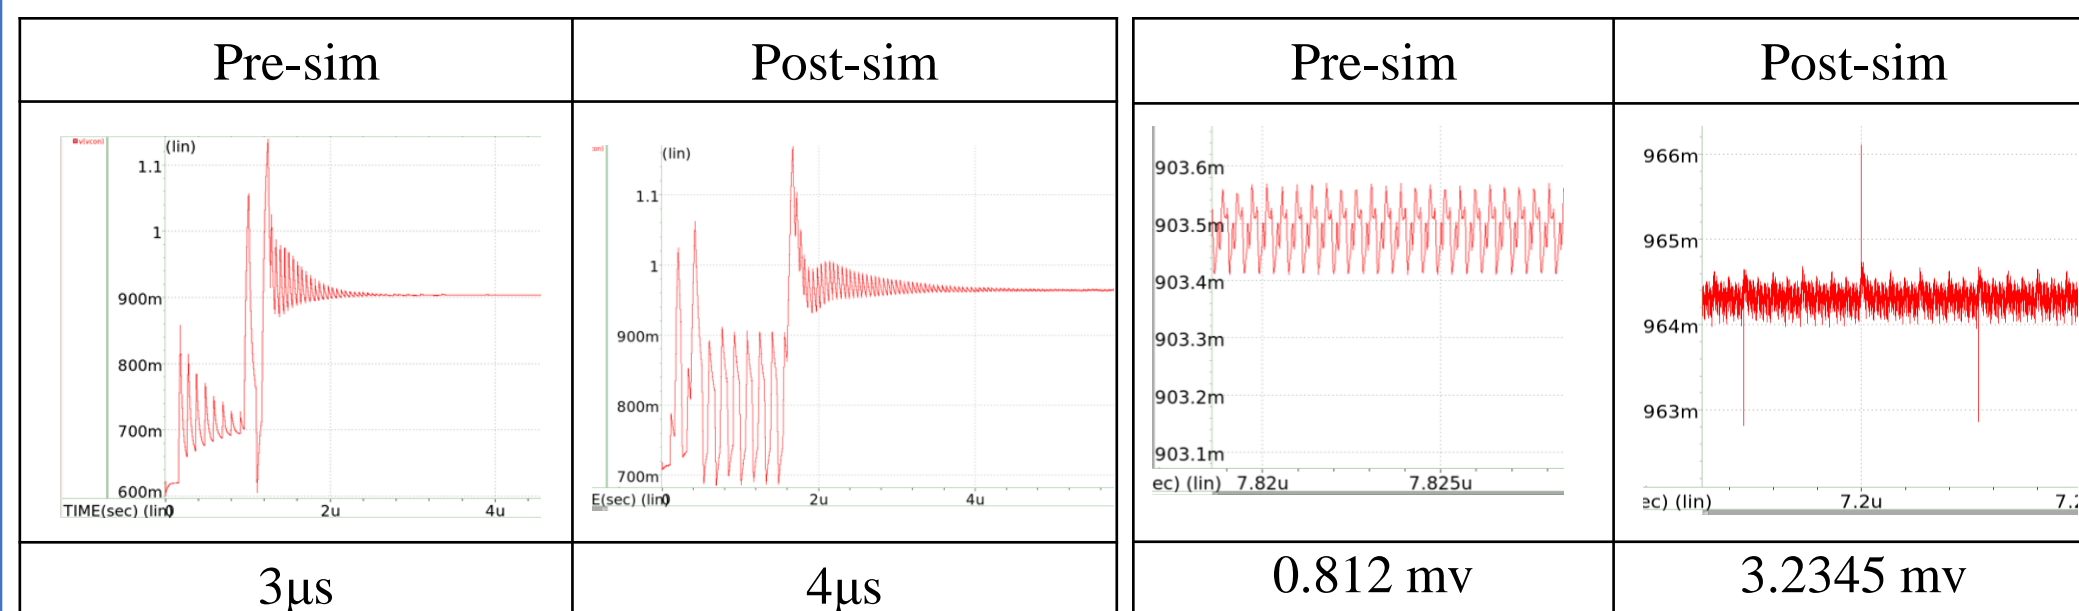 Pre-sim
Post-sim
Pre-sim
Post-sim
v(vcon)
(lin)
1.1
1
900m
800m
700m
600m
TIME(sec) (lin)
0
2u
4u
(lin)
1.1
1
900m
800m
700m
E(sec) (lin)
0
2u
4u
903.6m
903.5m
903.4m
903.3m
903.2m
903.1m
ec) (lin)
7.82u
7.825u
966m
965m
964m
963m
ec) (lin)
7.2u
7.2
3μs
4μs
0.812 mv
3.2345 mv